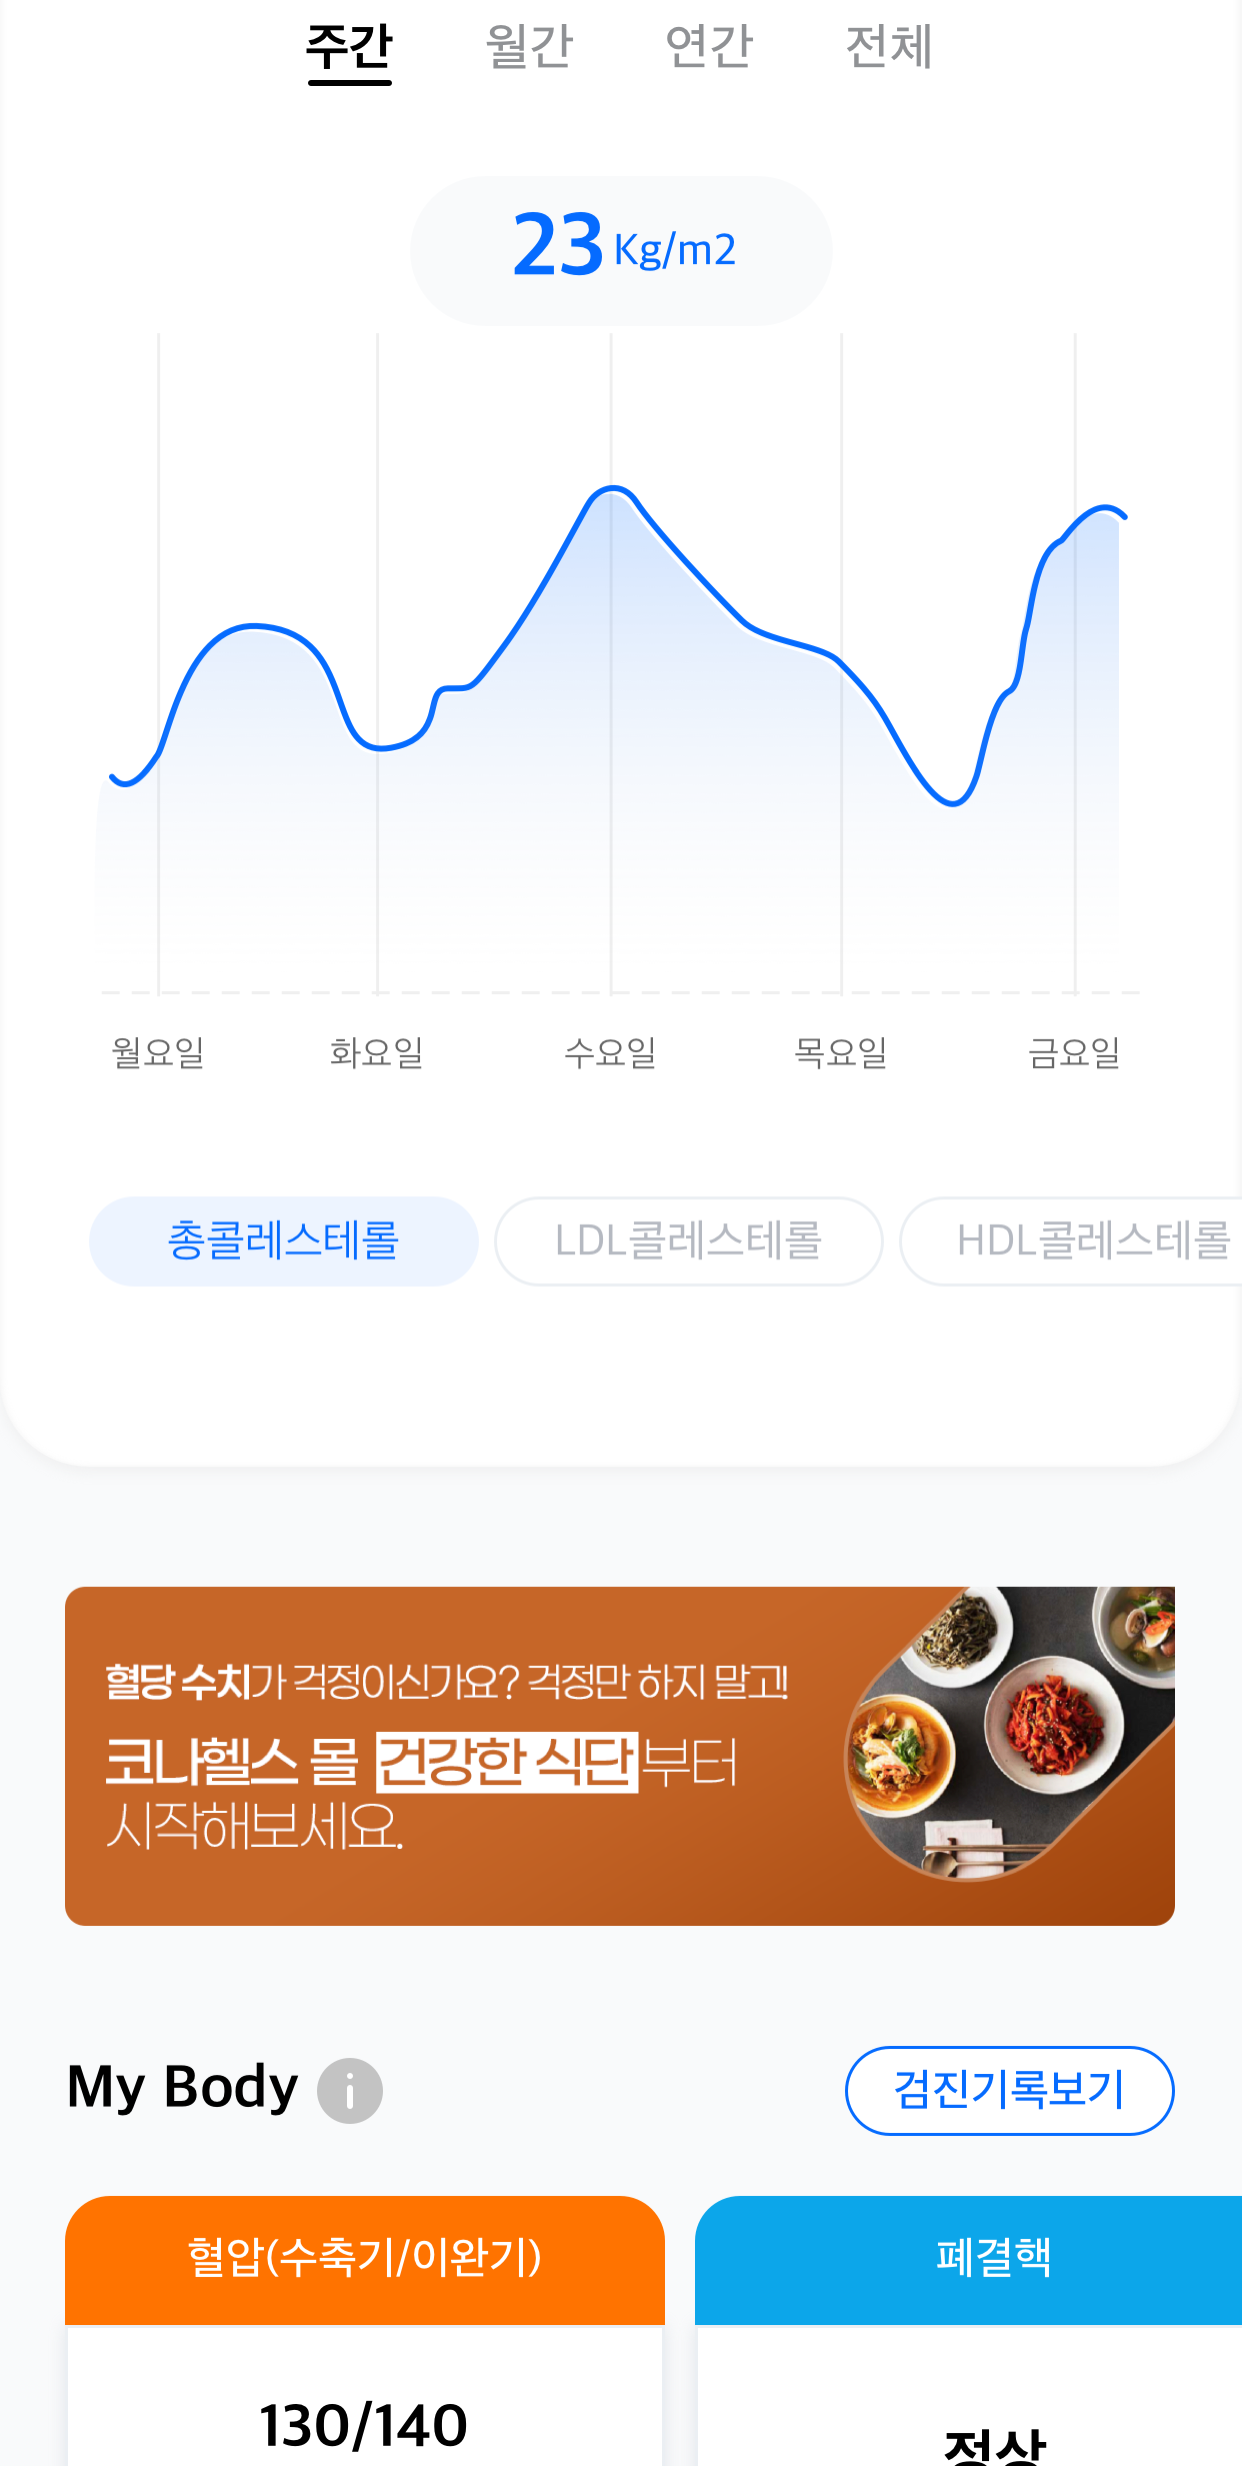 주간 월간 연간 전체
23 Kg/m2
월요일 화요일 수요일 목요일 금요일
총콜레스테롤 LDL콜레스테롤 HDL콜레스테롤
혈당 수치가 걱정이신가요? 걱정만 하지 말고!
코나헬스 몰 건강한 식단부터
시작해보세요.
My Body 검진기록보기
혈압(수축기/이완기) 폐결핵
130/140 정상